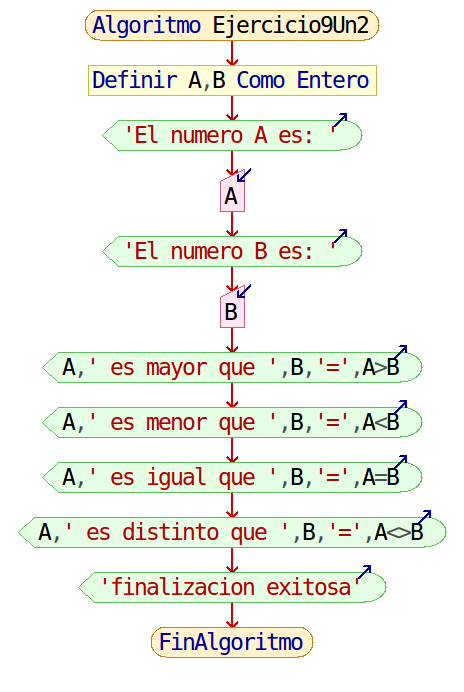 Algoritmo Ejercicio9Un2
Definir A,B Como Entero
'El numero A es: '
A
'El numero B es: '
B
A,' es mayor que ',B,'=',A>B
A,' es menor que ',B,'=',A<B
A,' es igual que ',B,'=',A=B
A,' es distinto que ',B,'=',A<>B
'finalizacion exitosa'
FinAlgoritmo